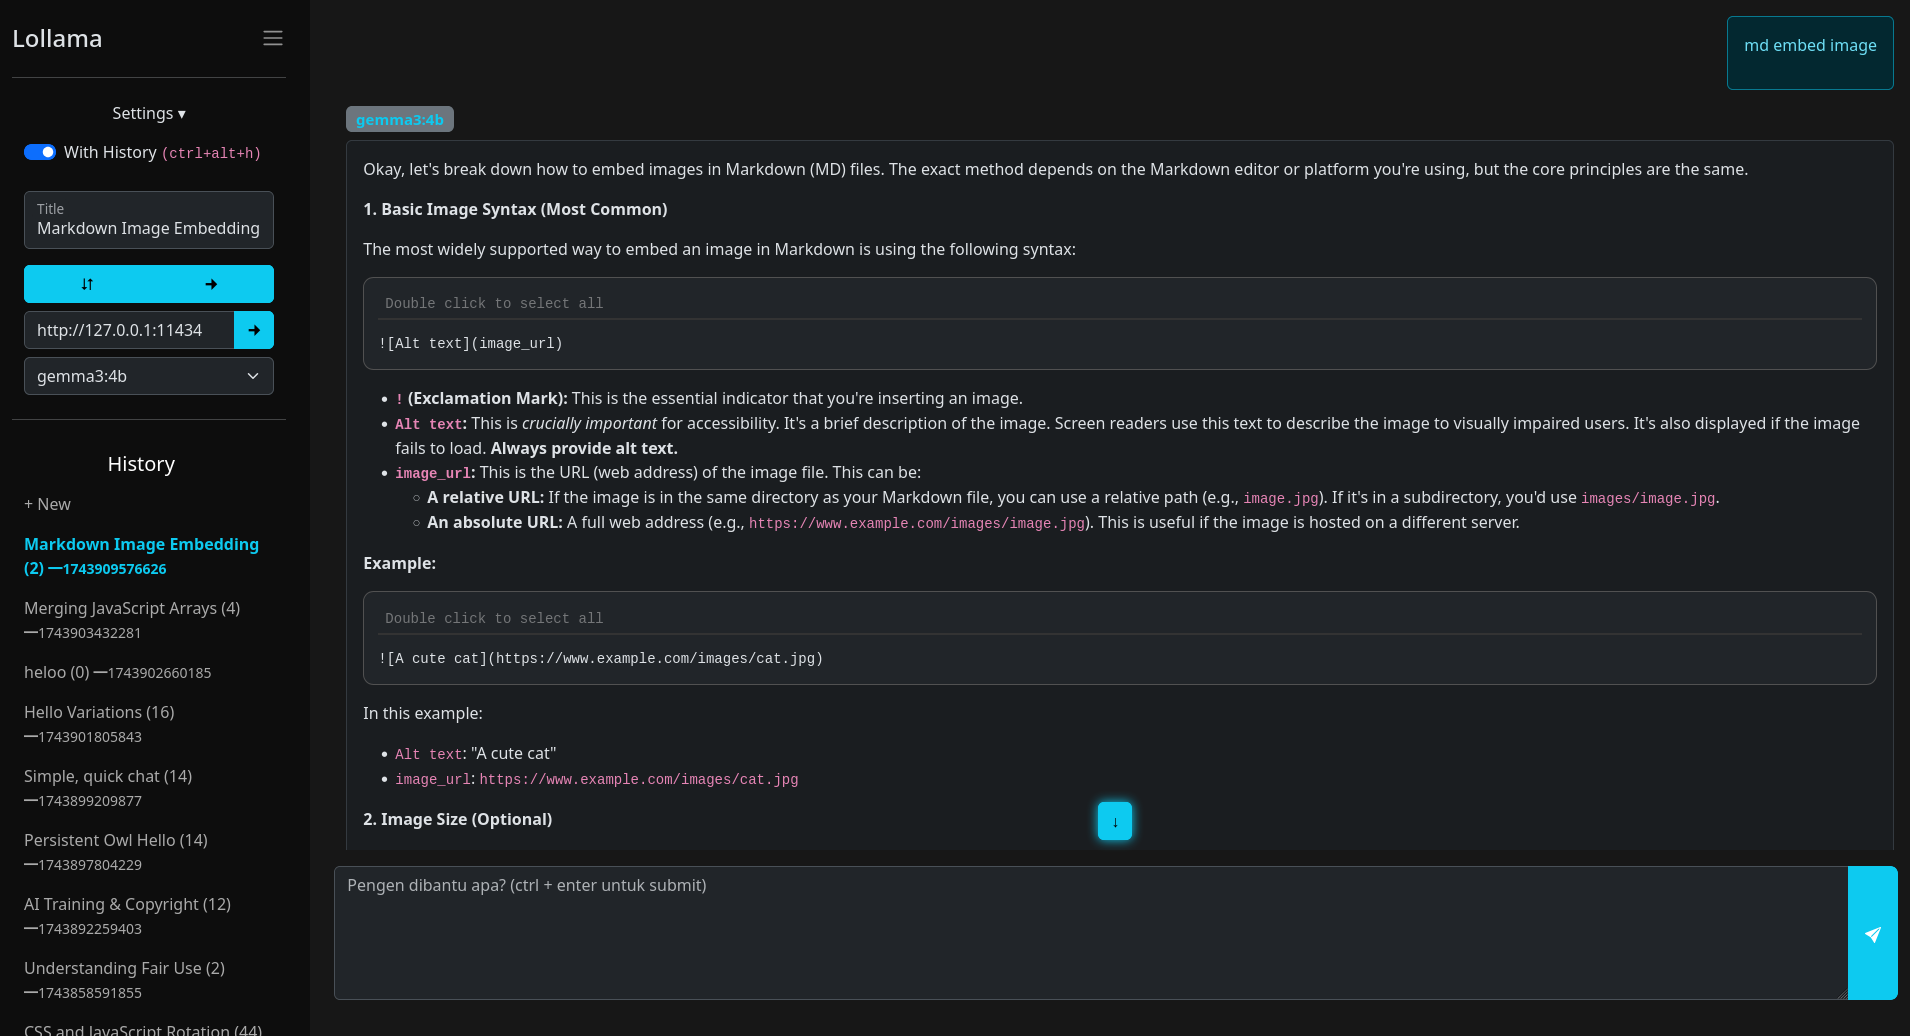 Lollama
Settings ▾
With History (ctrl+alt+h)
Title
Markdown Image Embedding
http://127.0.0.1:11434
gemma3:4b
History
+ New
Markdown Image Embedding
(2) —1743909576626
Merging JavaScript Arrays (4)
—1743903432281
heloo (0) —1743902660185
Hello Variations (16)
—1743901805843
Simple, quick chat (14)
—1743899209877
Persistent Owl Hello (14)
—1743897804229
AI Training & Copyright (12)
—1743892259403
Understanding Fair Use (2)
—1743858591855
CSS and JavaScript Rotation (44)
md embed image
gemma3:4b
Okay, let's break down how to embed images in Markdown (MD) files. The exact method depends on the Markdown editor or platform you're using, but the core principles are the same.
1. Basic Image Syntax (Most Common)
The most widely supported way to embed an image in Markdown is using the following syntax:
Double click to select all
![Alt text](image_url)
• ! (Exclamation Mark): This is the essential indicator that you're inserting an image.
• Alt text: This is crucially important for accessibility. It's a brief description of the image. Screen readers use this text to describe the image to visually impaired users. It's also displayed if the image
fails to load. Always provide alt text.
• image_url: This is the URL (web address) of the image file. This can be:
○ A relative URL: If the image is in the same directory as your Markdown file, you can use a relative path (e.g., image.jpg). If it's in a subdirectory, you'd use images/image.jpg.
○ An absolute URL: A full web address (e.g., https://www.example.com/images/image.jpg). This is useful if the image is hosted on a different server.
Example:
Double click to select all
![A cute cat](https://www.example.com/images/cat.jpg)
In this example:
• Alt text: "A cute cat"
• image_url: https://www.example.com/images/cat.jpg
2. Image Size (Optional)
↓
Pengen dibantu apa? (ctrl + enter untuk submit)